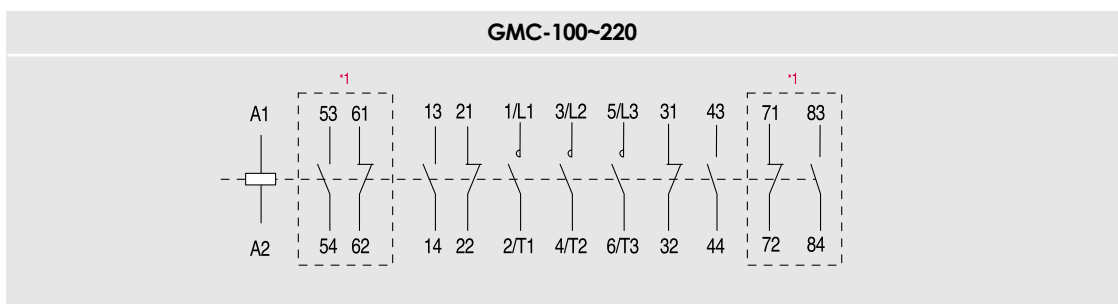 GMC-100~220
*1 *1
A1 53 61 13 21 1/L1 3/L2 5/L3 31 43 71 83
A2 54 62 14 22 2/T1 4/T2 6/T3 32 44 72 84